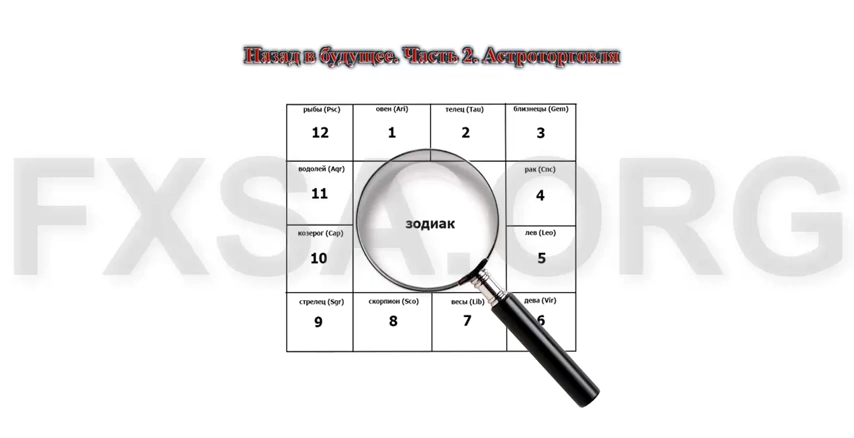 Назад в будущее. Часть 2. Астроторговля
рыбы (Psc)
12
овен (Ari)
1
телец (Tau)
2
близнецы (Gem)
3
водолей (Aqr)
11
рак (Cnc)
4
FXSA.ORG
зодиак
козерог (Cap)
10
лев (Leo)
5
стрелец (Sgr)
9
скорпион (Sco)
8
весы (Lib)
7
дева (Vir)
6